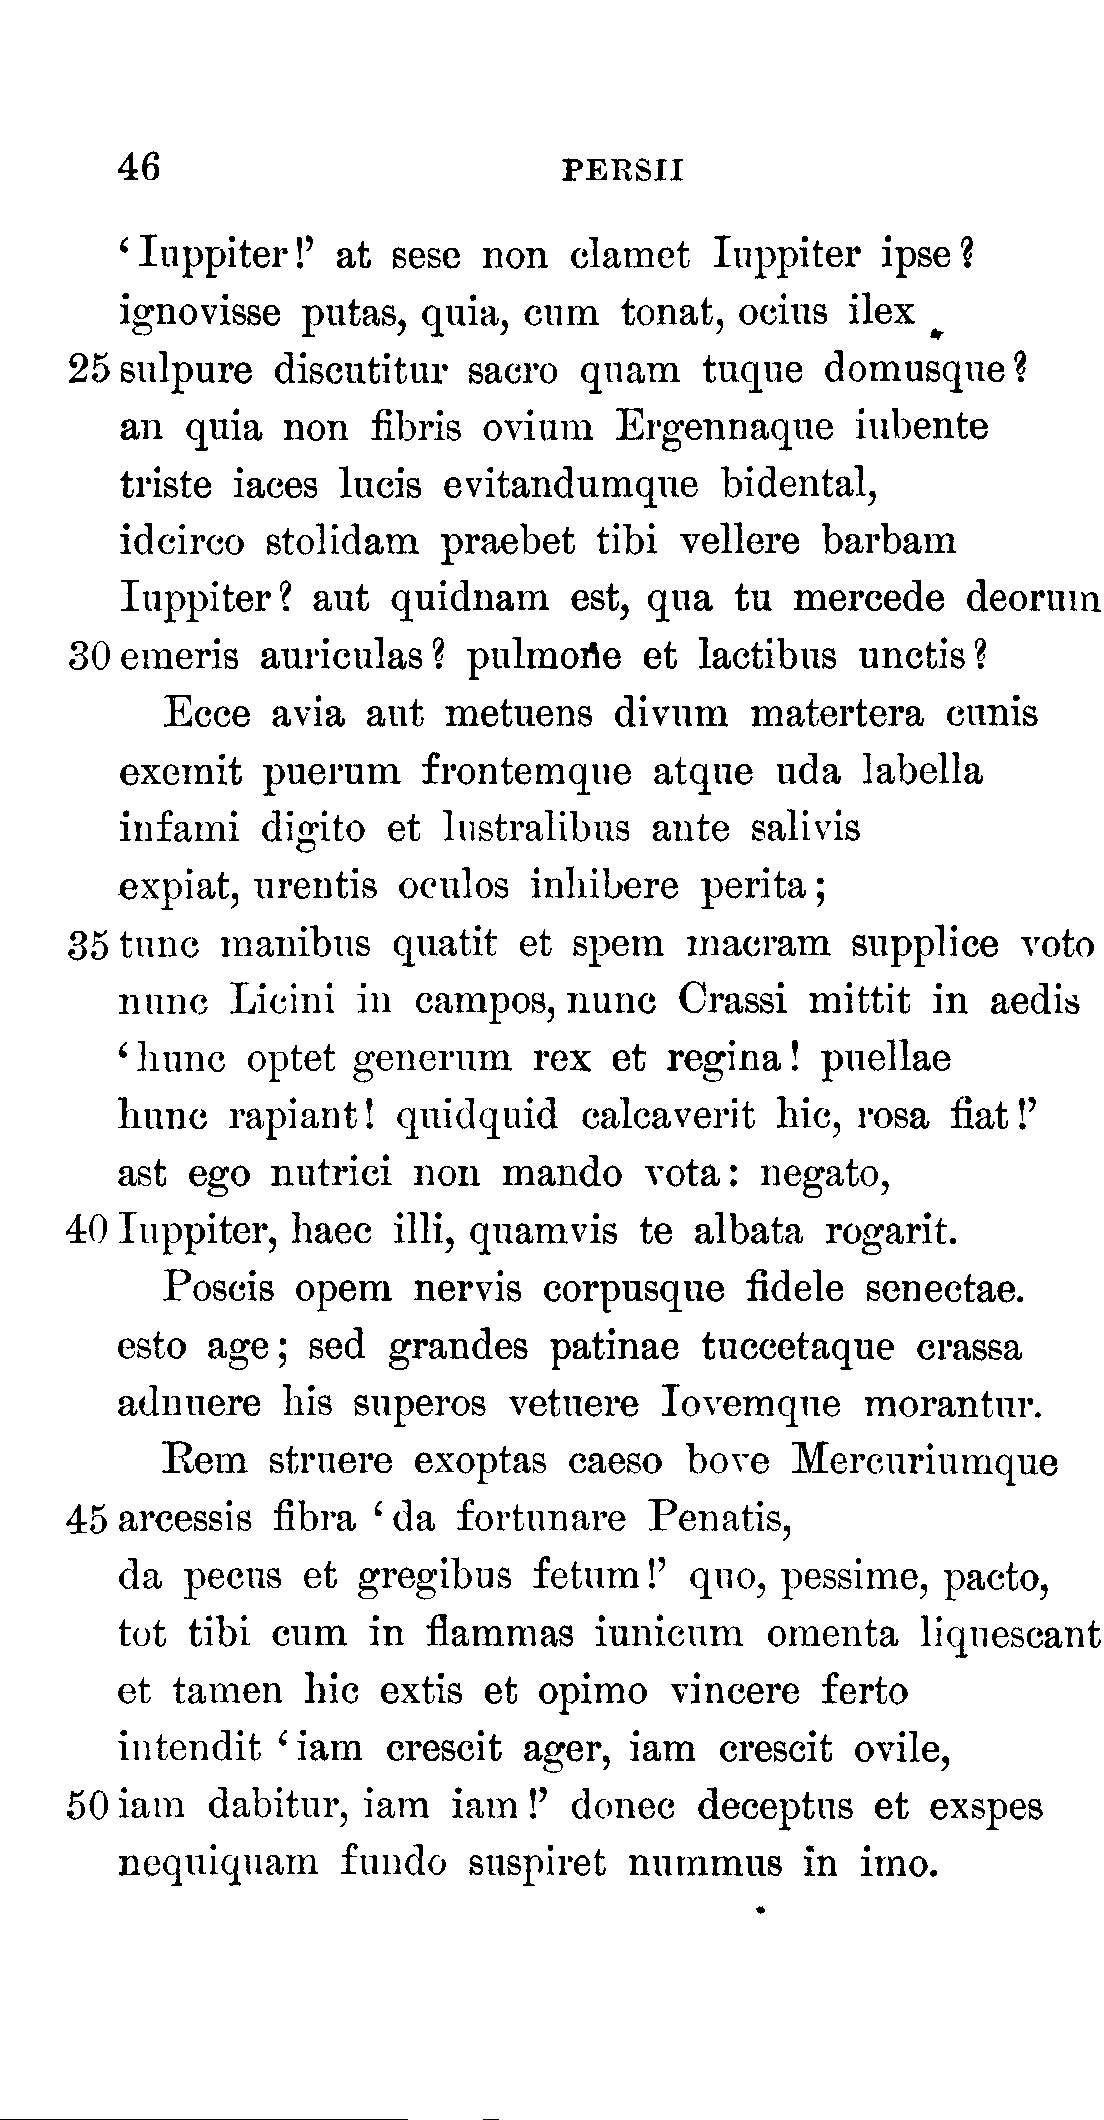 46 PERSII
‘Iuppiter!’ at sese non clamet Iuppiter ipse?
ignovisse putas, quia, cum tonat, ocius ilex
25 sulpure discutitur sacro quam tuque domusque?
an quia non fibris ovium Ergennaque iubente
triste iaces lucis evitandumque bidental,
idcirco stolidam praebet tibi vellere barbam
Iuppiter? aut quidnam est, qua tu mercede deorum
30 emeris auriculas? pulmone et lactibus unctis?
Ecce avia aut metuens divum matertera cunis
exemit puerum frontemque atque uda labella
infami digito et lustralibus ante salivis
expiat, urentis oculos inhibere perita;
35 tunc manibus quatit et spem macram supplice voto
nunc Licini in campos, nunc Crassi mittit in aedis
‘hunc optet generum rex et regina! puellae
hunc rapiant! quidquid calcaverit hic, rosa fiat!’
ast ego nutrici non mando vota: negato,
40 Iuppiter, haec illi, quamvis te albata rogarit.
Poscis opem nervis corpusque fidele senectae.
esto age; sed grandes patinae tuccetaque crassa
adnuere his superos vetuere Iovemque morantur.
Rem struere exoptas caeso bove Mercuriumque
45 arcessis fibra ‘da fortunare Penatis,
da pecus et gregibus fetum!’ quo, pessime, pacto,
tot tibi cum in flammas iunicum omenta liquescant
et tamen hic extis et opimo vincere ferto
intendit ‘iam crescit ager, iam crescit ovile,
50 iam dabitur, iam iam!’ donec deceptus et exspes
nequiquam fundo suspiret nummus in imo.